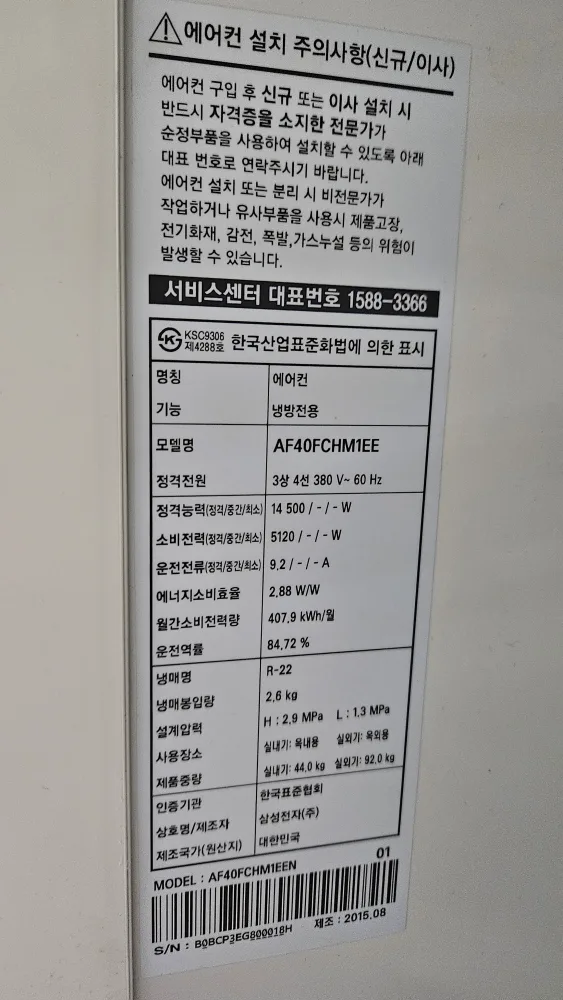 ⚠에어컨 설치 주의사항(신규/이사)
에어컨 구입 후 신규 또는 이사 설치 시
반드시 자격증을 소지한 전문가가
순정부품을 사용하여 설치할 수 있도록 아래
대표 번호로 연락주시기 바랍니다.
에어컨 설치 또는 분리 시 비전문가가
작업하거나 유사부품을 사용시 제품고장,
전기화재, 감전, 폭발,가스누설 등의 위험이
발생할 수 있습니다.
서비스센터 대표번호 1588-3366
KSC9306
제4288호 한국산업표준화법에 의한 표시
명칭 에어컨
기능 냉방전용
모델명 AF40FCHM1EE
정격전원 3상 4선 380 V~ 60 Hz
정격능력(정격/중간/최소) 14 500 / - / - W
소비전력(정격/중간/최소) 5120 / - / - W
운전전류(정격/중간/최소) 9.2 / - / - A
에너지소비효율 2.88 W/W
월간소비전력량 407.9 kWh/월
운전역률 84.72 %
냉매명 R-22
냉매봉입량 2.6 kg
설계압력 H : 2.9 MPa L : 1.3 MPa
사용장소 실내기: 옥내용 실외기: 옥외용
제품중량 실내기: 44.0 kg 실외기: 92.0 kg
인증기관 한국표준협회
상호명/제조자 삼성전자(주)
제조국가(원산지) 대한민국
MODEL : AF40FCHM1EEN 01
S/N : B0BCP3EG800018H 제조 : 2015.08